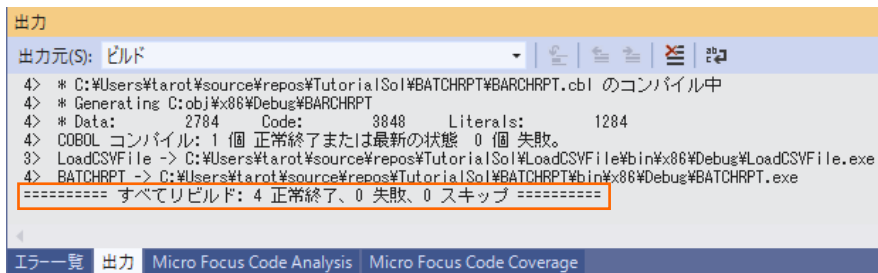 出力
出力元(S): ビルド
4> * C:¥Users¥tarot¥source¥repos¥TutorialSol¥BATCHRPT¥BARCHRPT.cbl のコンパイル中
4> * Generating C:obj¥x86¥Debug¥BARCHRPT
4> * Data: 2784 Code: 3848 Literals: 1284
4> COBOL コンパイル: 1 個 正常終了または最新の状態 0 個 失敗。
3> LoadCSVFile -> C:¥Users¥tarot¥source¥repos¥TutorialSol¥LoadCSVFile¥bin¥x86¥Debug¥LoadCSVFile.exe
4> BATCHRPT -> C:¥Users¥tarot¥source¥repos¥TutorialSol¥BATCHRPT¥bin¥x86¥Debug¥BATCHRPT.exe
========== すべてリビルド: 4 正常終了、0 失敗、0 スキップ ==========
エラー一覧 出力 Micro Focus Code Analysis Micro Focus Code Coverage